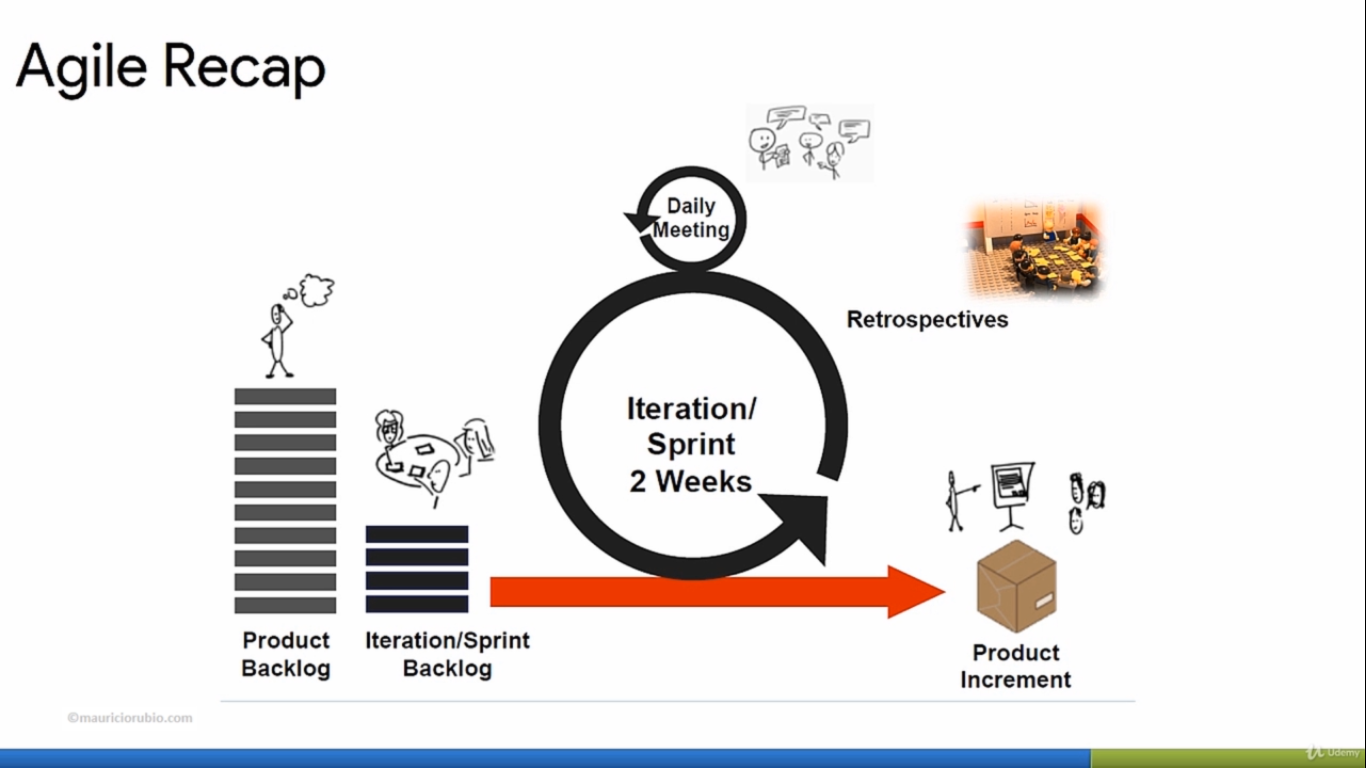 Agile Recap
Daily
Meeting
Retrospectives
Iteration/
Sprint
2 Weeks
Product
Backlog
Iteration/Sprint
Backlog
Product
Increment
©mauriciorubio.com
Udemy